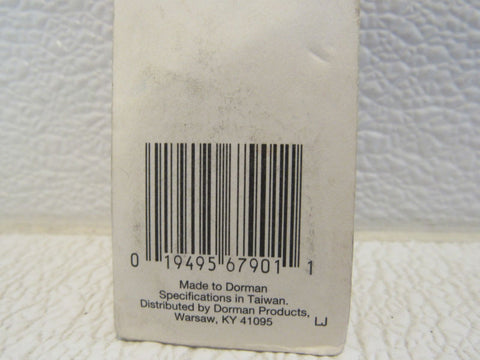 0 19495 67901 1
Made to Dorman
Specifications in Taiwan.
Distributed by Dorman Products,
Warsaw, KY 41095
LJ